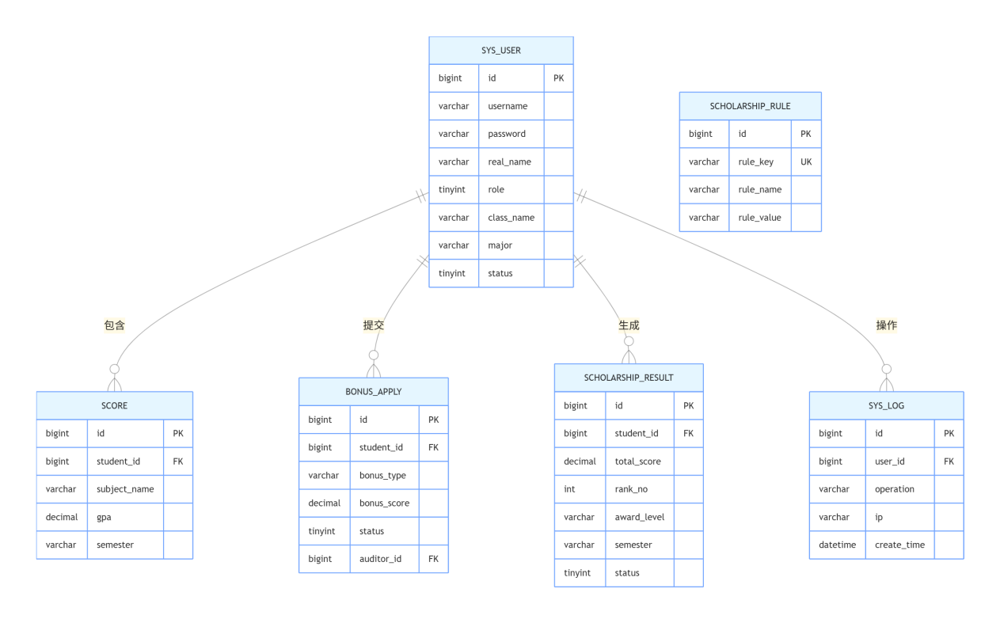 SYS_USER
bigint id PK
varchar username
varchar password
varchar real_name
tinyint role
varchar class_name
varchar major
tinyint status
SCHOLARSHIP_RULE
bigint id PK
varchar rule_key UK
varchar rule_name
varchar rule_value
包含
提交
生成
操作
SCORE
bigint id PK
bigint student_id FK
varchar subject_name
decimal gpa
varchar semester
BONUS_APPLY
bigint id PK
bigint student_id FK
varchar bonus_type
decimal bonus_score
tinyint status
bigint auditor_id FK
SCHOLARSHIP_RESULT
bigint id PK
bigint student_id FK
decimal total_score
int rank_no
varchar award_level
varchar semester
tinyint status
SYS_LOG
bigint id PK
bigint user_id FK
varchar operation
varchar ip
datetime create_time